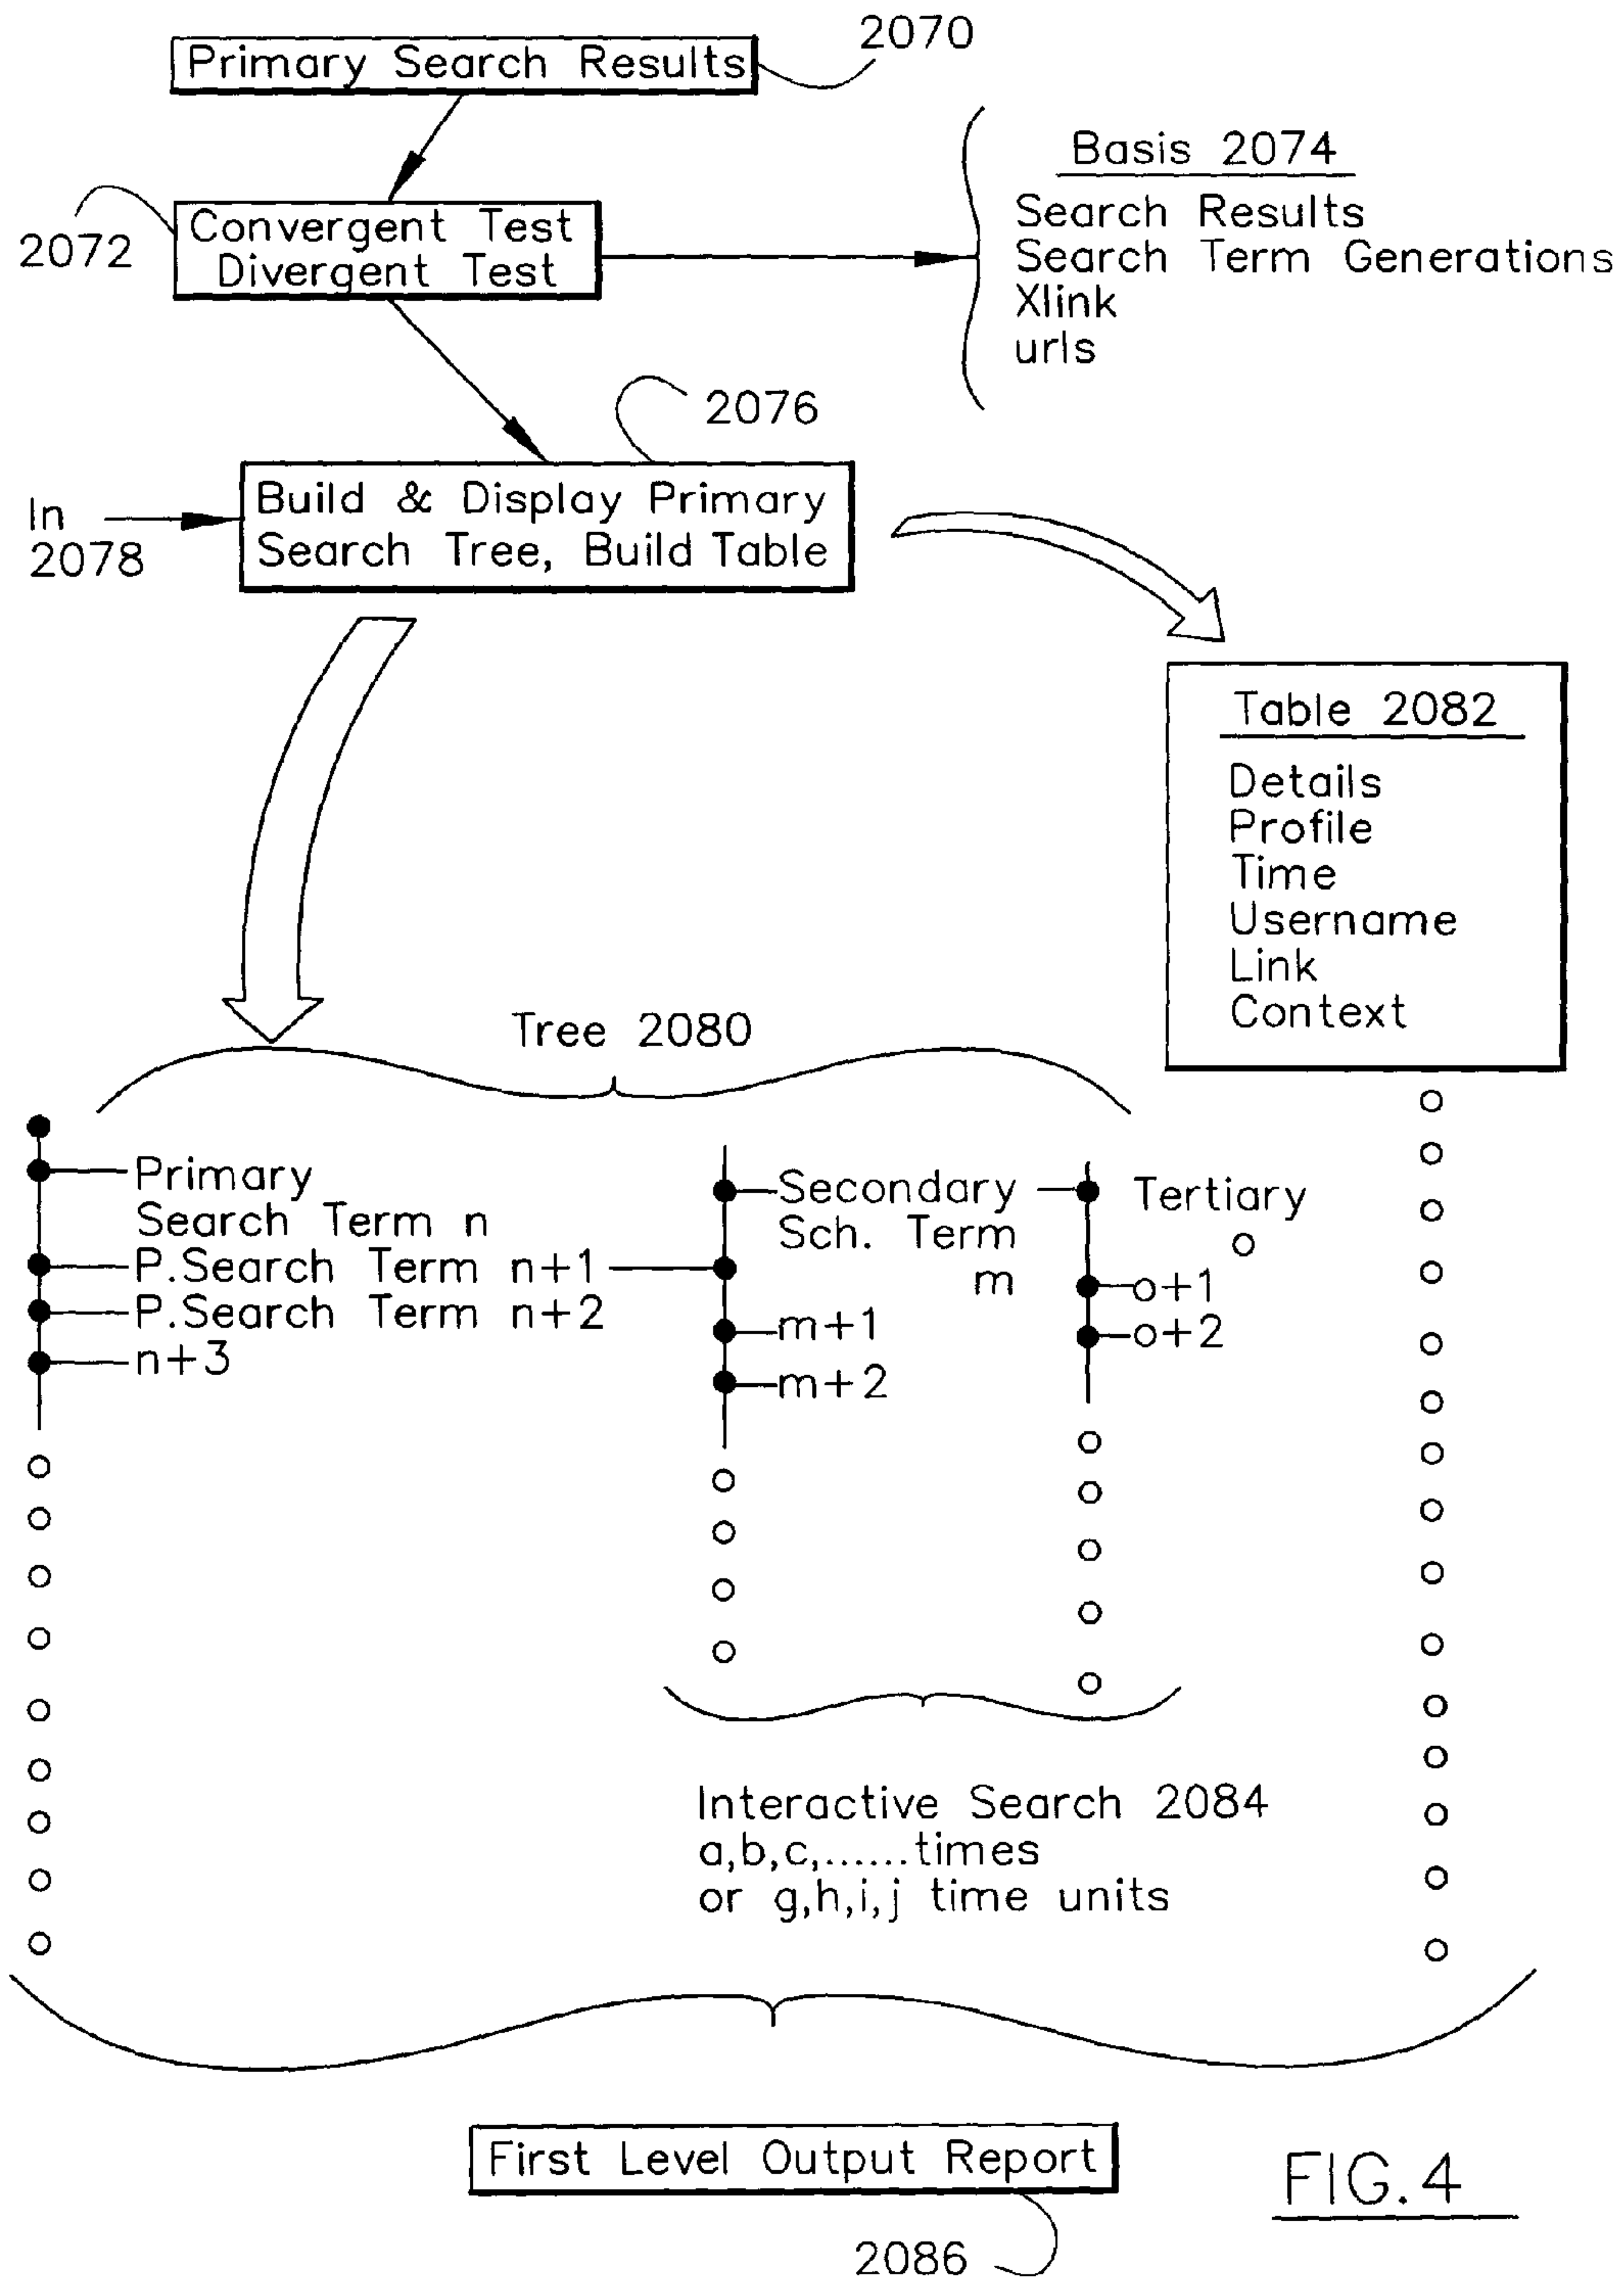 2070
Primary Search Results
Basis 2074
Search Results
Search Term Generations
Xlink
urls
2072
Convergent Test
Divergent Test
2076
In
2078
Build & Display Primary
Search Tree, Build Table
Table 2082
Details
Profile
Time
Username
Link
Context
Tree 2080
Primary
Search Term n
P.Search Term n+1
P.Search Term n+2
n+3
Secondary
Sch. Term
m
m+1
m+2
Tertiary
o
o+1
o+2
Interactive Search 2084
a,b,c,......times
or g,h,i,j time units
First Level Output Report
2086
FIG.4